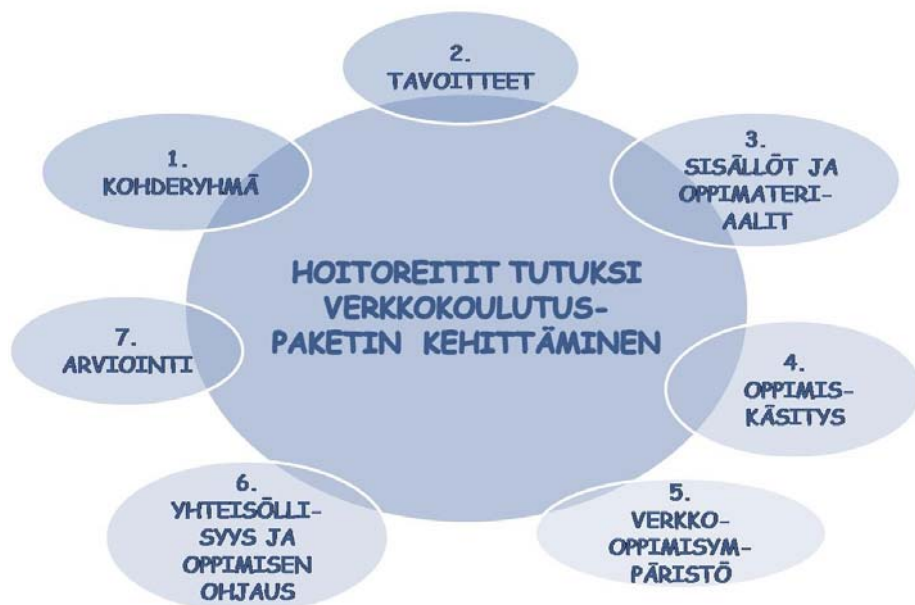 1.
KOHDERYHMÄ
2.
TAVOITTEET
3.
SISÄLLÖT JA
OPPIMATERI-
AALIT
4.
OPPIMIS-
KÄSITYS
5.
VERKKO-
OPPIMISYM-
PÄRISTÖ
6.
YHTEISÖLLI-
SYYS JA
OPPIMISEN
OHJAUS
7.
ARVIOINTI
HOITOREITIT TUTUKSI
VERKKOKOULUTUS-
PAKETIN KEHITTÄMINEN